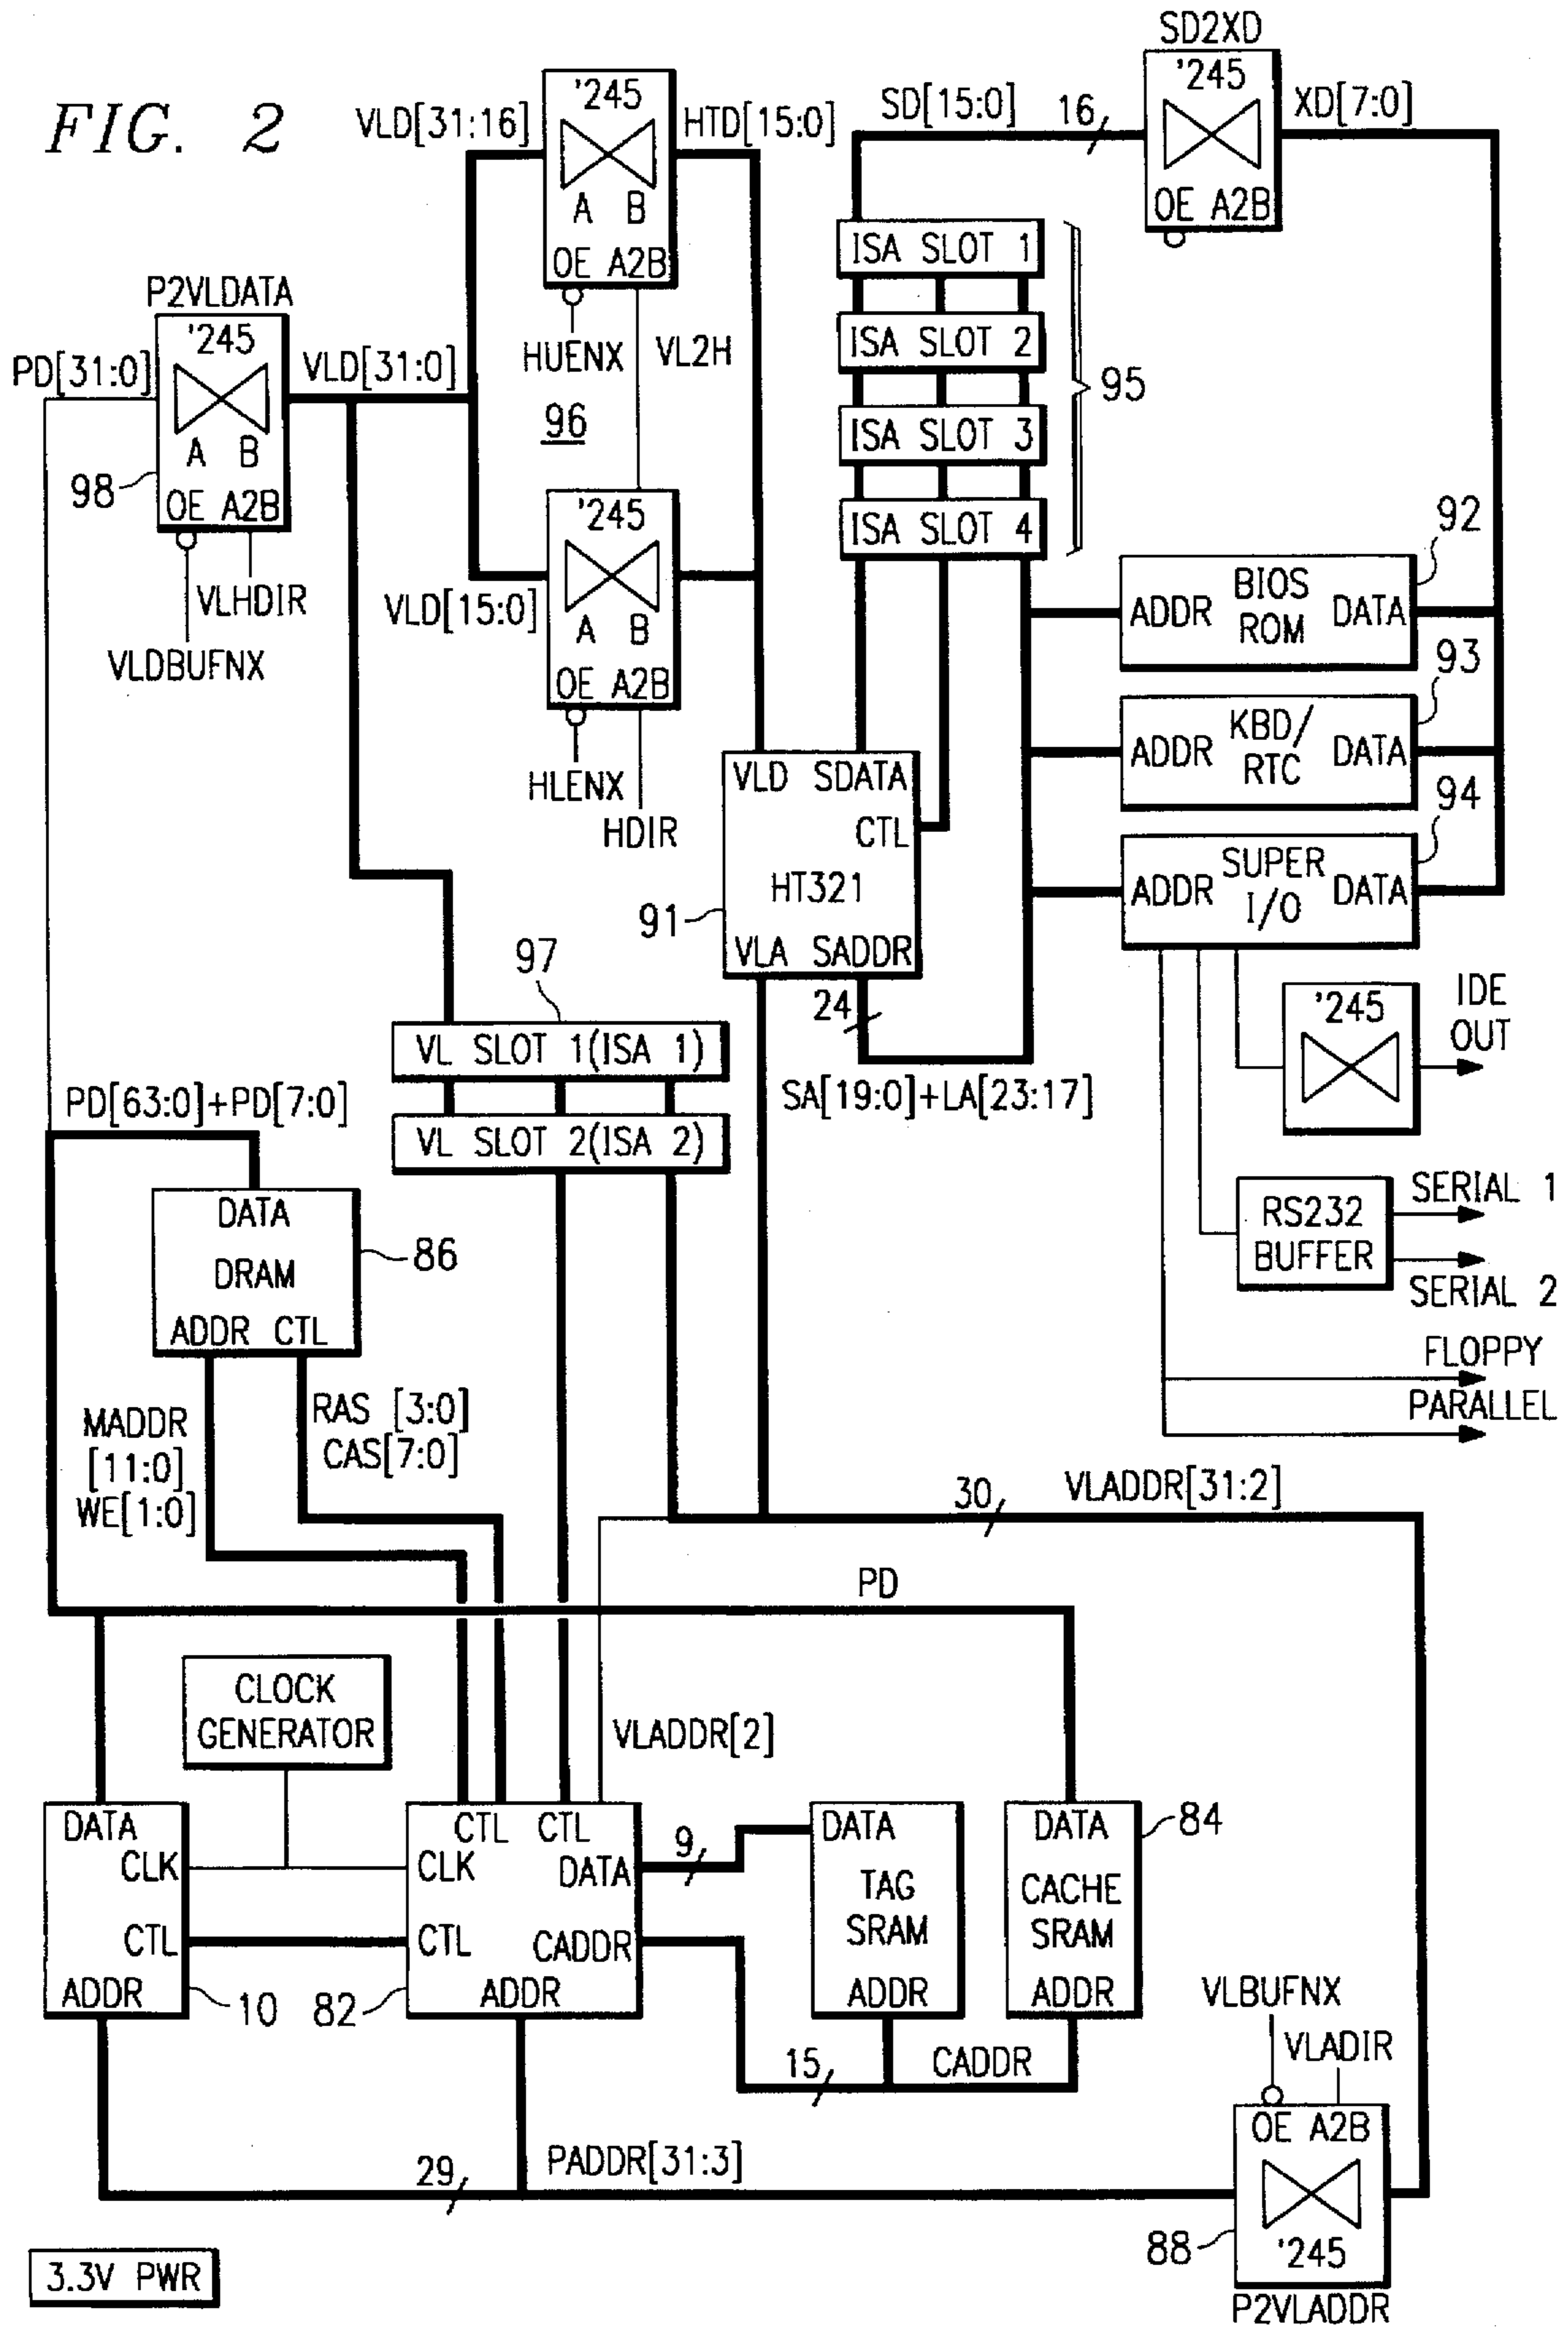 FIG. 2
SD2XD
'245
OE A2B
SD[15:0]
16
XD[7:0]
VLD[31:16]
'245
A B
OE A2B
HTD[15:0]
HUENX
VL2H
96
P2VLDATA
'245
A B
OE A2B
PD[31:0]
VLD[31:0]
98
VLHDIR
VLDBUFNX
VLD[15:0]
'245
A B
OE A2B
HLENX
HDIR
ISA SLOT 1
ISA SLOT 2
ISA SLOT 3
ISA SLOT 4
95
92
ADDR BIOS ROM DATA
93
ADDR KBD/ RTC DATA
94
ADDR SUPER I/O DATA
VLD SDATA
CTL
HT321
91
VLA SADDR
24
SA[19:0]+LA[23:17]
'245
IDE OUT
RS232
BUFFER
SERIAL 1
SERIAL 2
FLOPPY
PARALLEL
97
VL SLOT 1(ISA 1)
VL SLOT 2(ISA 2)
PD[63:0]+PD[7:0]
DATA
DRAM
86
ADDR CTL
MADDR
[11:0]
WE[1:0]
RAS [3:0]
CAS[7:0]
30
VLADDR[31:2]
PD
CLOCK
GENERATOR
VLADDR[2]
DATA
CLK
CTL
ADDR
10
CTL CTL
CLK
DATA
CTL
CADDR
ADDR
82
9
DATA
TAG
SRAM
ADDR
DATA
CACHE
SRAM
ADDR
84
15
CADDR
VLBUFNX
VLADIR
OE A2B
'245
88
P2VLADDR
29
PADDR[31:3]
3.3V PWR